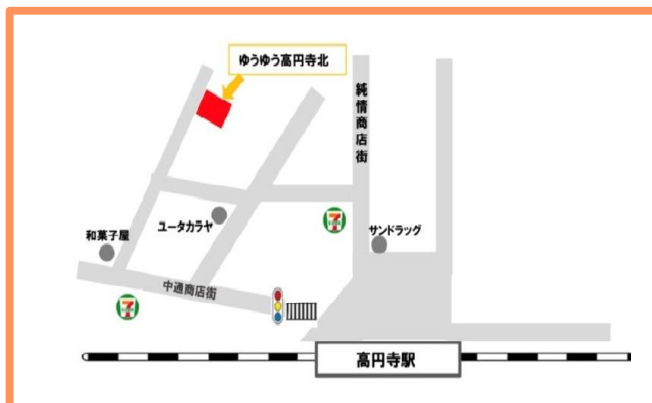 ゆうゆう高円寺北
純情商店街
ユータカラヤ
サンドラッグ
和菓子屋
中通商店街
高円寺駅